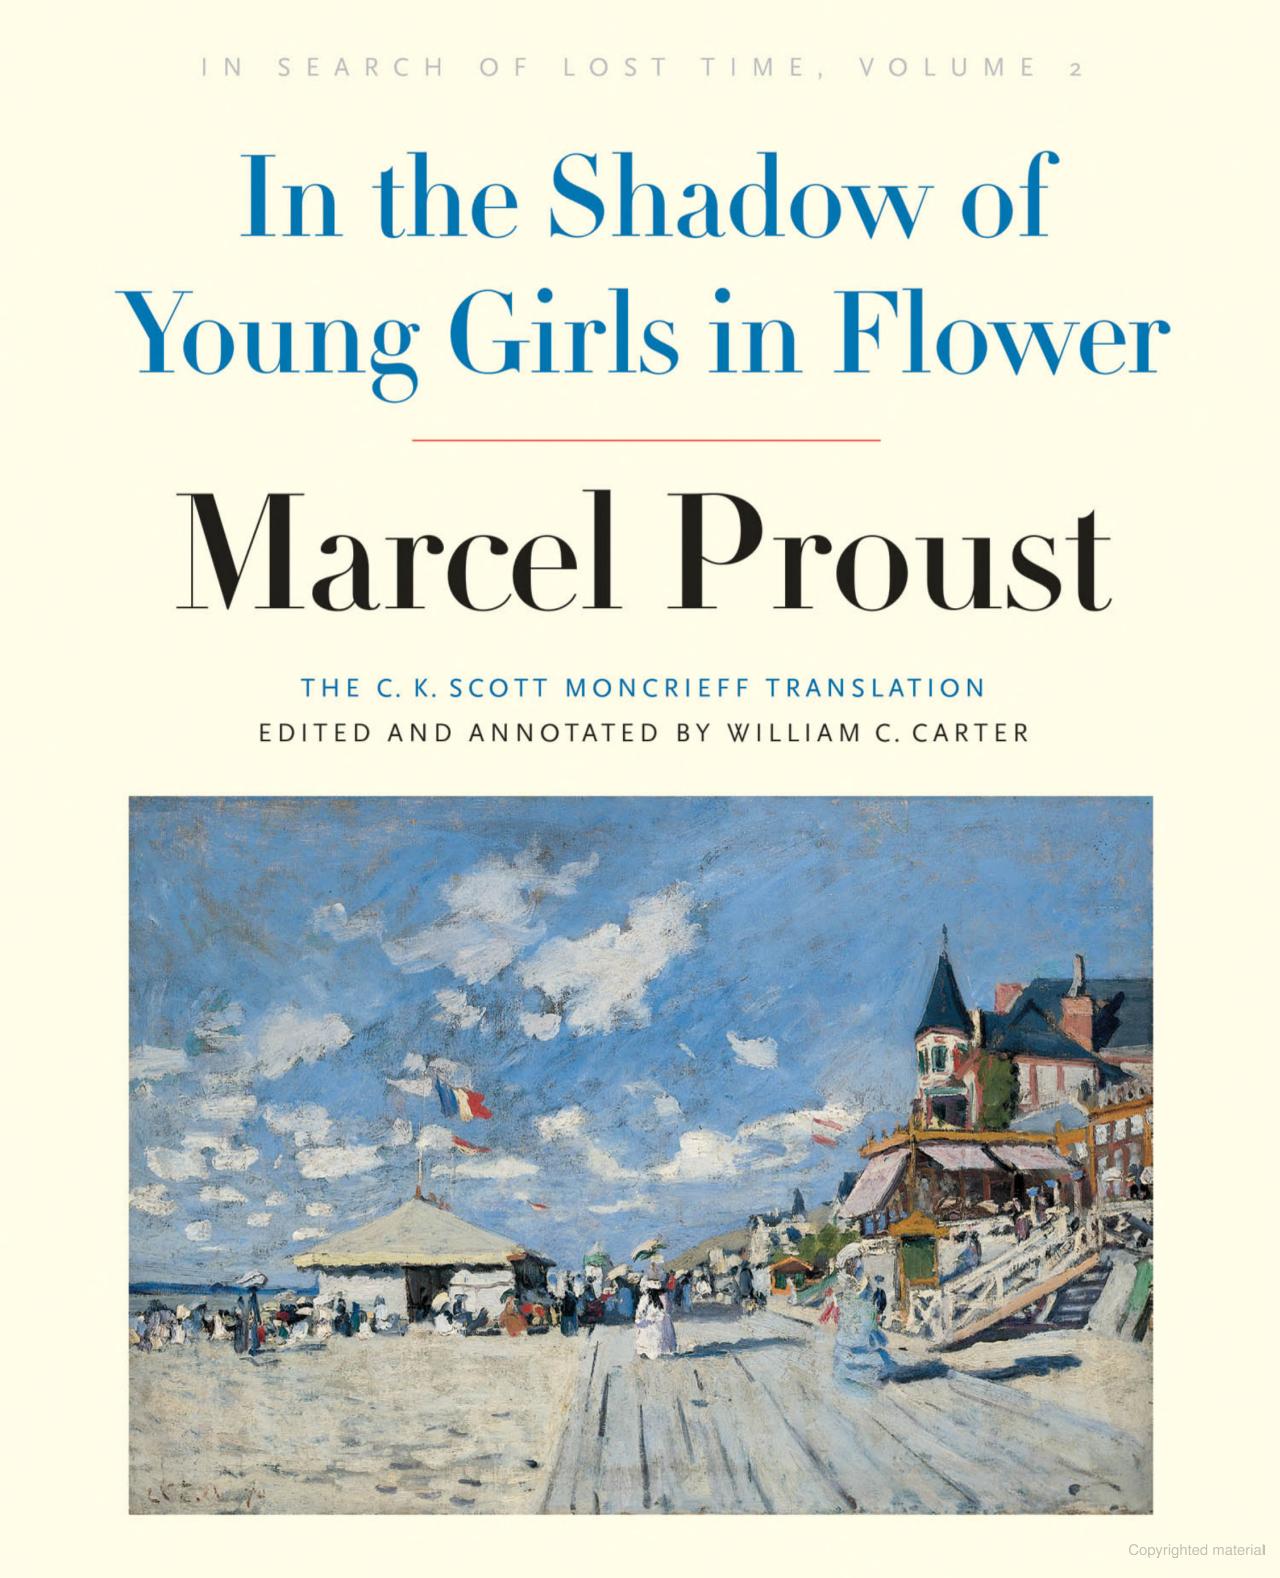 IN SEARCH OF LOST TIME, VOLUME 2
In the Shadow of
Young Girls in Flower
Marcel Proust
THE C. K. SCOTT MONCRIEFF TRANSLATION
EDITED AND ANNOTATED BY WILLIAM C. CARTER
Copyrighted material